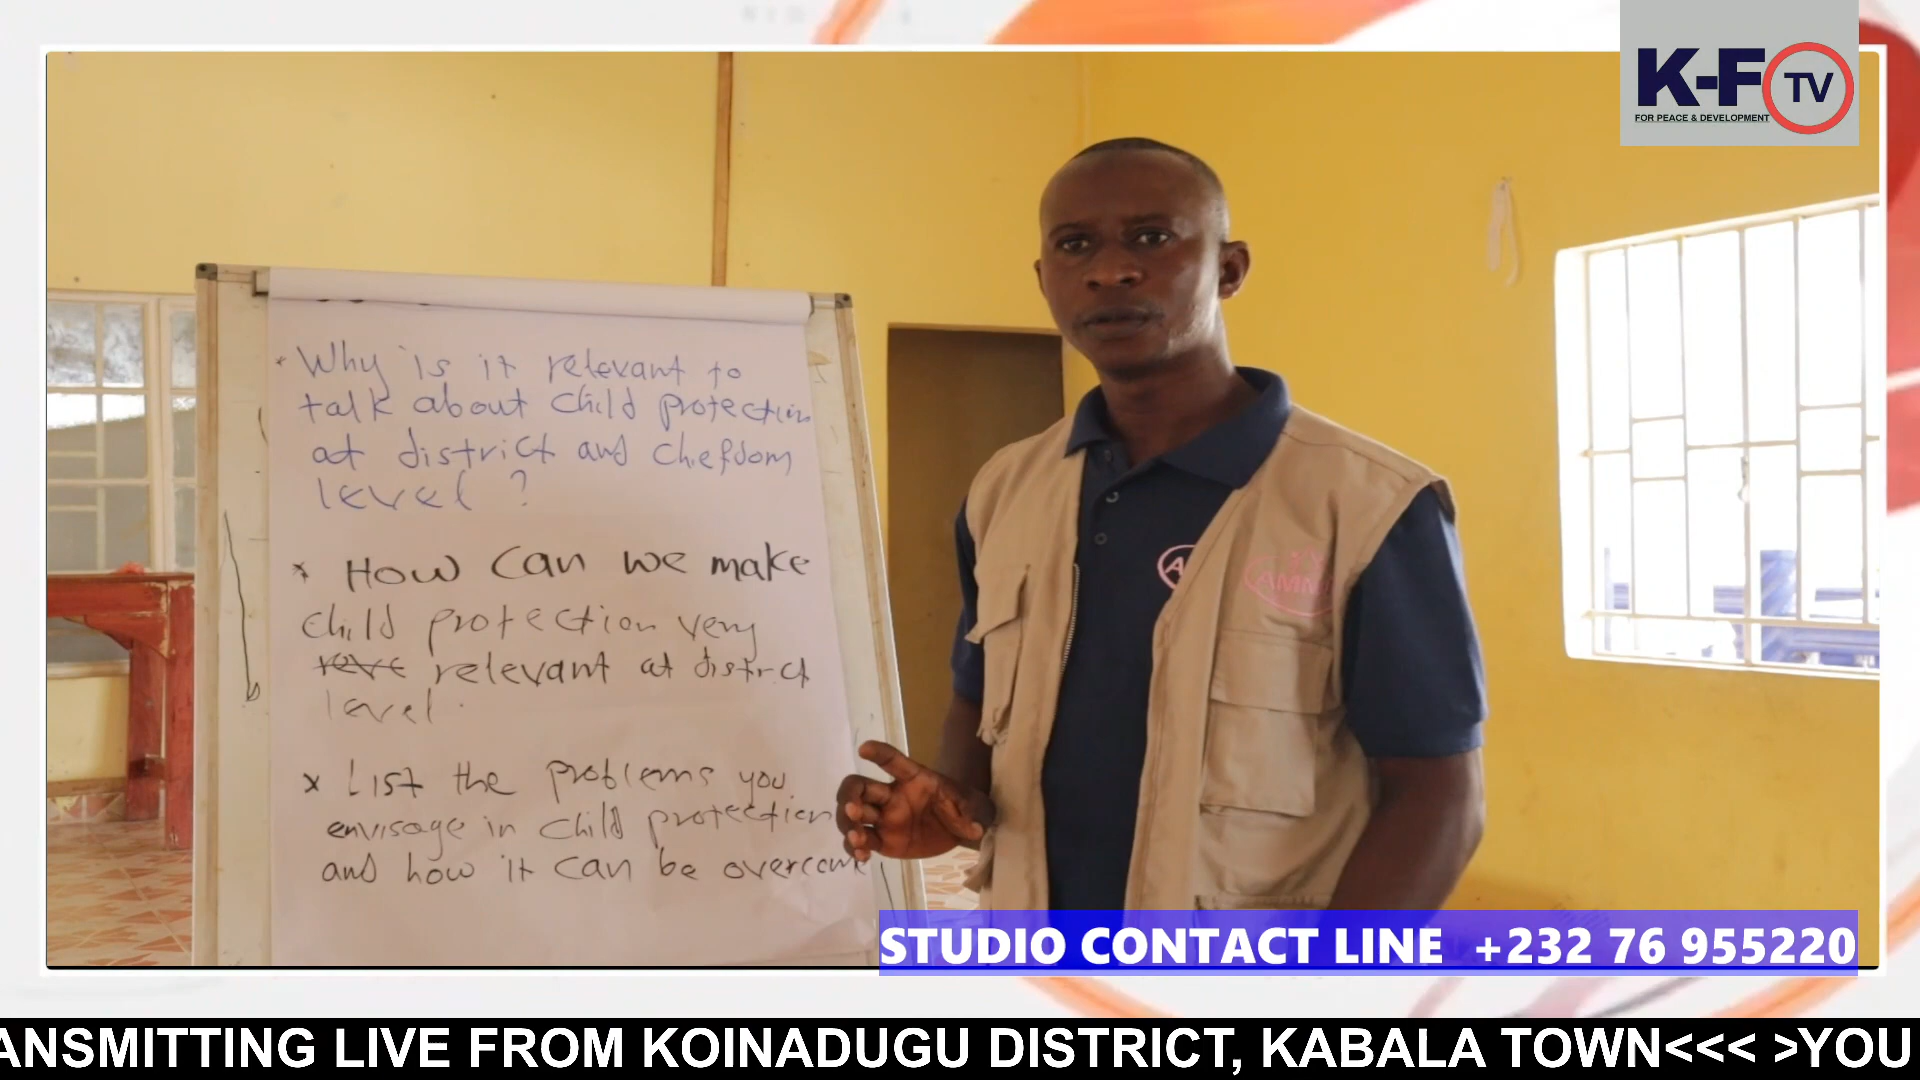 K-F TV
FOR PEACE & DEVELOPMENT
* Why is it relevant to
talk about child protection
at district and chefdom
level ?
* How can we make
child protection very
relevant at district
level.
x List the problems you
envisage in child protection
and how it can be overcome
AMN
STUDIO CONTACT LINE +232 76 955220
ANSMITTING LIVE FROM KOINADUGU DISTRICT, KABALA TOWN<<< >YOU